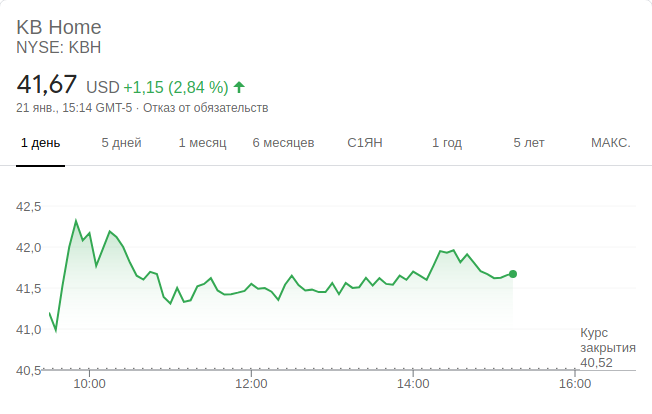 KB Home
NYSE: KBH
41,67 USD +1,15 (2,84 %)
21 янв., 15:14 GMT-5 · Отказ от обязательств
1 день 5 дней 1 месяц 6 месяцев С1ЯН 1 год 5 лет МАКС.
42,5
42,0
41,5
41,0
Курс
закрытия
40,52
40,5
10:00 12:00 14:00 16:00